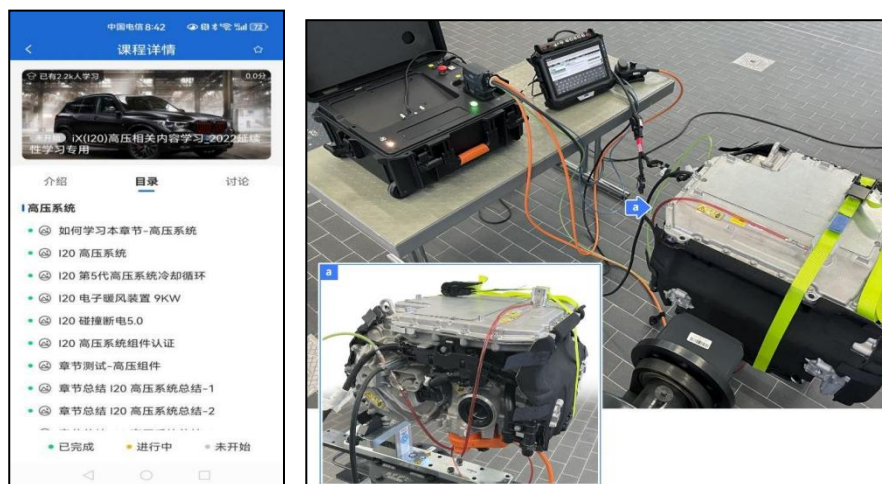 中国电信 8:42
课程详情
已有2.2k人学习
0.0分
iX(I20)高压相关内容学习_2022延续
性学习专用
介绍
目录
讨论
高压系统
如何学习本章节-高压系统
I20 高压系统
I20 第5代高压系统冷却循环
I20 电子暖风装置 9KW
I20 碰撞断电5.0
I20 高压系统组件认证
章节测试-高压组件
章节总结 I20 高压系统总结-1
章节总结 I20 高压系统总结-2
已完成
进行中
未开始
a
a